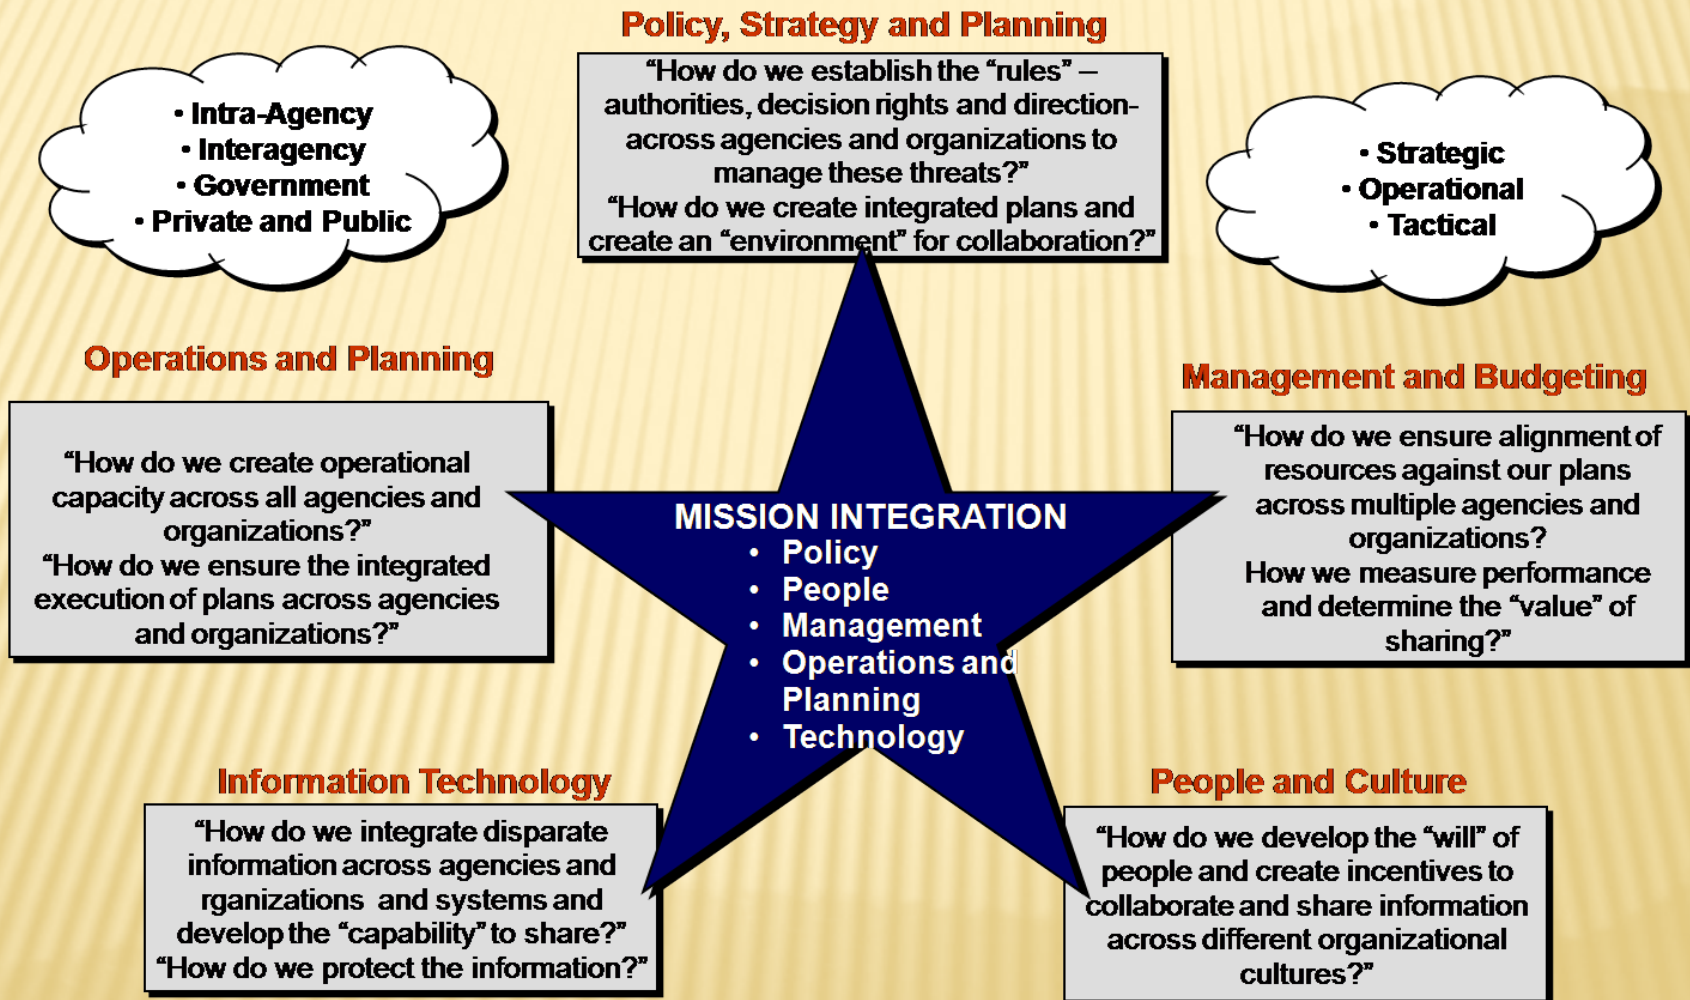 Policy, Strategy and Planning
“How do we establish the “rules” –
authorities, decision rights and direction-
across agencies and organizations to
manage these threats?”
“How do we create integrated plans and
create an “environment” for collaboration?”
• Intra-Agency
• Interagency
• Government
• Private and Public
• Strategic
• Operational
• Tactical
Operations and Planning
“How do we create operational
capacity across all agencies and
organizations?”
“How do we ensure the integrated
execution of plans across agencies
and organizations?”
Management and Budgeting
“How do we ensure alignment of
resources against our plans
across multiple agencies and
organizations?
How we measure performance
and determine the “value” of
sharing?”
MISSION INTEGRATION
• Policy
• People
• Management
• Operations and
Planning
• Technology
Information Technology
“How do we integrate disparate
information across agencies and
rganizations and systems and
develop the “capability” to share?”
“How do we protect the information?”
People and Culture
“How do we develop the “will” of
people and create incentives to
collaborate and share information
across different organizational
cultures?”